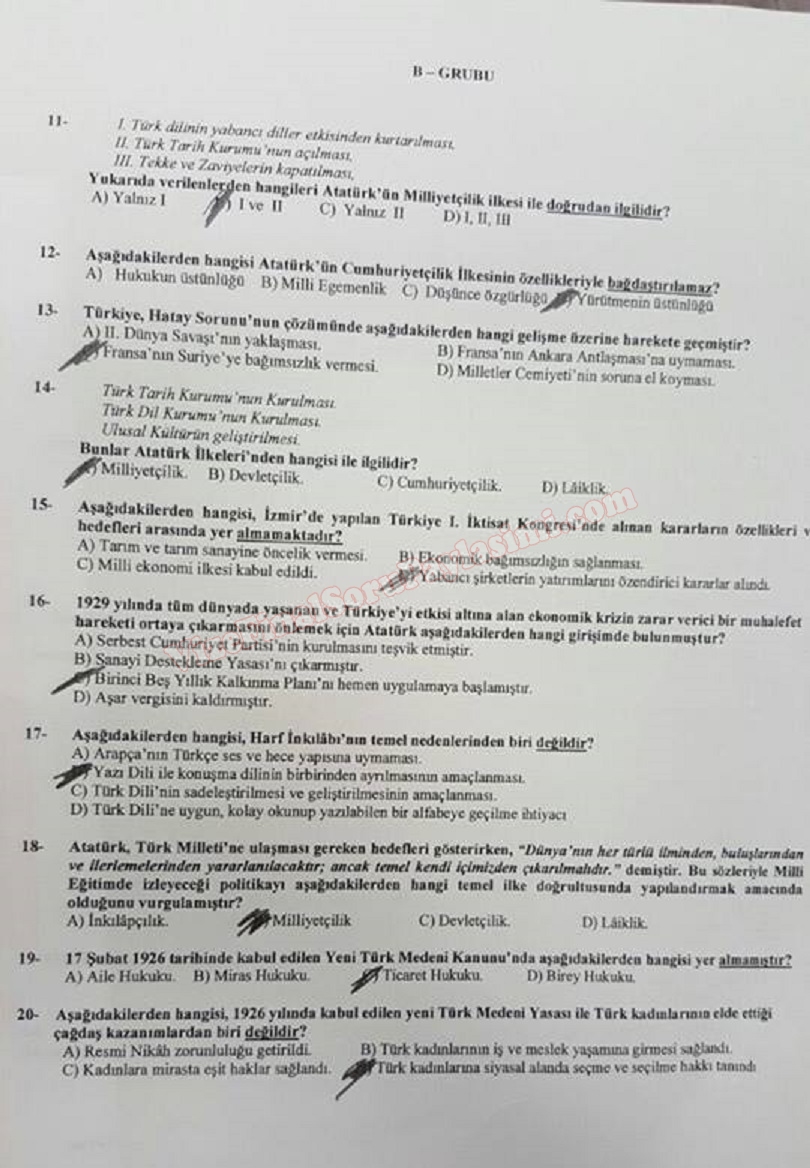 B – GRUBU
11- I. Türk dilinin yabancı diller etkisinden kurtarılması,
II. Türk Tarih Kurumu'nun açılması,
III. Tekke ve Zaviyelerin kapatılması,
Yukarıda verilenlerden hangileri Atatürk'ün Milliyetçilik ilkesi ile doğrudan ilgilidir?
A) Yalnız I ) I ve II C) Yalnız II D) I, II, III
12- Aşağıdakilerden hangisi Atatürk'ün Cumhuriyetçilik İlkesinin özellikleriyle bağdaştırılamaz?
A) Hukukun üstünlüğü B) Milli Egemenlik C) Düşünce özgürlüğü ) Yürütmenin üstünlüğü
13- Türkiye, Hatay Sorunu'nun çözümünde aşağıdakilerden hangi gelişme üzerine harekete geçmiştir?
A) II. Dünya Savaşı'nın yaklaşması. B) Fransa'nın Ankara Antlaşması'na uymaması.
) Fransa'nın Suriye'ye bağımsızlık vermesi. D) Milletler Cemiyeti'nin soruna el koyması.
14- Türk Tarih Kurumu'nun Kurulması.
Türk Dil Kurumu'nun Kurulması.
Ulusal Kültürün geliştirilmesi.
Bunlar Atatürk İlkeleri'nden hangisi ile ilgilidir?
) Milliyetçilik. B) Devletçilik. C) Cumhuriyetçilik. D) Lâiklik.
15- Aşağıdakilerden hangisi, İzmir'de yapılan Türkiye I. İktisat Kongresi'nde alınan kararların özellikleri v
hedefleri arasında yer almamaktadır?
A) Tarım ve tarım sanayine öncelik vermesi. B) Ekonomik bağımsızlığın sağlanması.
C) Milli ekonomi ilkesi kabul edildi. ) Yabancı şirketlerin yatırımlarını özendirici kararlar alındı.
16- 1929 yılında tüm dünyada yaşanan ve Türkiye'yi etkisi altına alan ekonomik krizin zarar verici bir muhalefet
hareketi ortaya çıkarmasını önlemek için Atatürk aşağıdakilerden hangi girişimde bulunmuştur?
A) Serbest Cumhuriyet Partisi'nin kurulmasını teşvik etmiştir.
B) Sanayi Destekleme Yasası'nı çıkarmıştır.
) Birinci Beş Yıllık Kalkınma Planı'nı hemen uygulamaya başlamıştır.
D) Aşar vergisini kaldırmıştır.
17- Aşağıdakilerden hangisi, Harf İnkılâbı'nın temel nedenlerinden biri değildir?
A) Arapça'nın Türkçe ses ve hece yapısına uymaması.
) Yazı Dili ile konuşma dilinin birbirinden ayrılmasının amaçlanması.
C) Türk Dili'nin sadeleştirilmesi ve geliştirilmesinin amaçlanması.
D) Türk Dili'ne uygun, kolay okunup yazılabilen bir alfabeye geçilme ihtiyacı
18- Atatürk, Türk Milleti'ne ulaşması gereken hedefleri gösterirken, "Dünya'nın her türlü ilminden, buluşlarından
ve ilerlemelerinden yararlanılacaktır; ancak temel kendi içimizden çıkarılmalıdır." demiştir. Bu sözleriyle Milli
Eğitimde izleyeceği politikayı aşağıdakilerden hangi temel ilke doğrultusunda yapılandırmak amacında
olduğunu vurgulamıştır?
A) İnkılâpçılık. ) Milliyetçilik C) Devletçilik. D) Lâiklik.
19- 17 Şubat 1926 tarihinde kabul edilen Yeni Türk Medeni Kanunu'nda aşağıdakilerden hangisi yer almamıştır?
A) Aile Hukuku. B) Miras Hukuku. ) Ticaret Hukuku. D) Birey Hukuku.
20- Aşağıdakilerden hangisi, 1926 yılında kabul edilen yeni Türk Medeni Yasası ile Türk kadınlarının elde ettiği
çağdaş kazanımlardan biri değildir?
A) Resmi Nikâh zorunluluğu getirildi. B) Türk kadınlarının iş ve meslek yaşamına girmesi sağlandı.
C) Kadınlara mirasta eşit haklar sağlandı. ) Türk kadınlarına siyasal alanda seçme ve seçilme hakkı tanındı